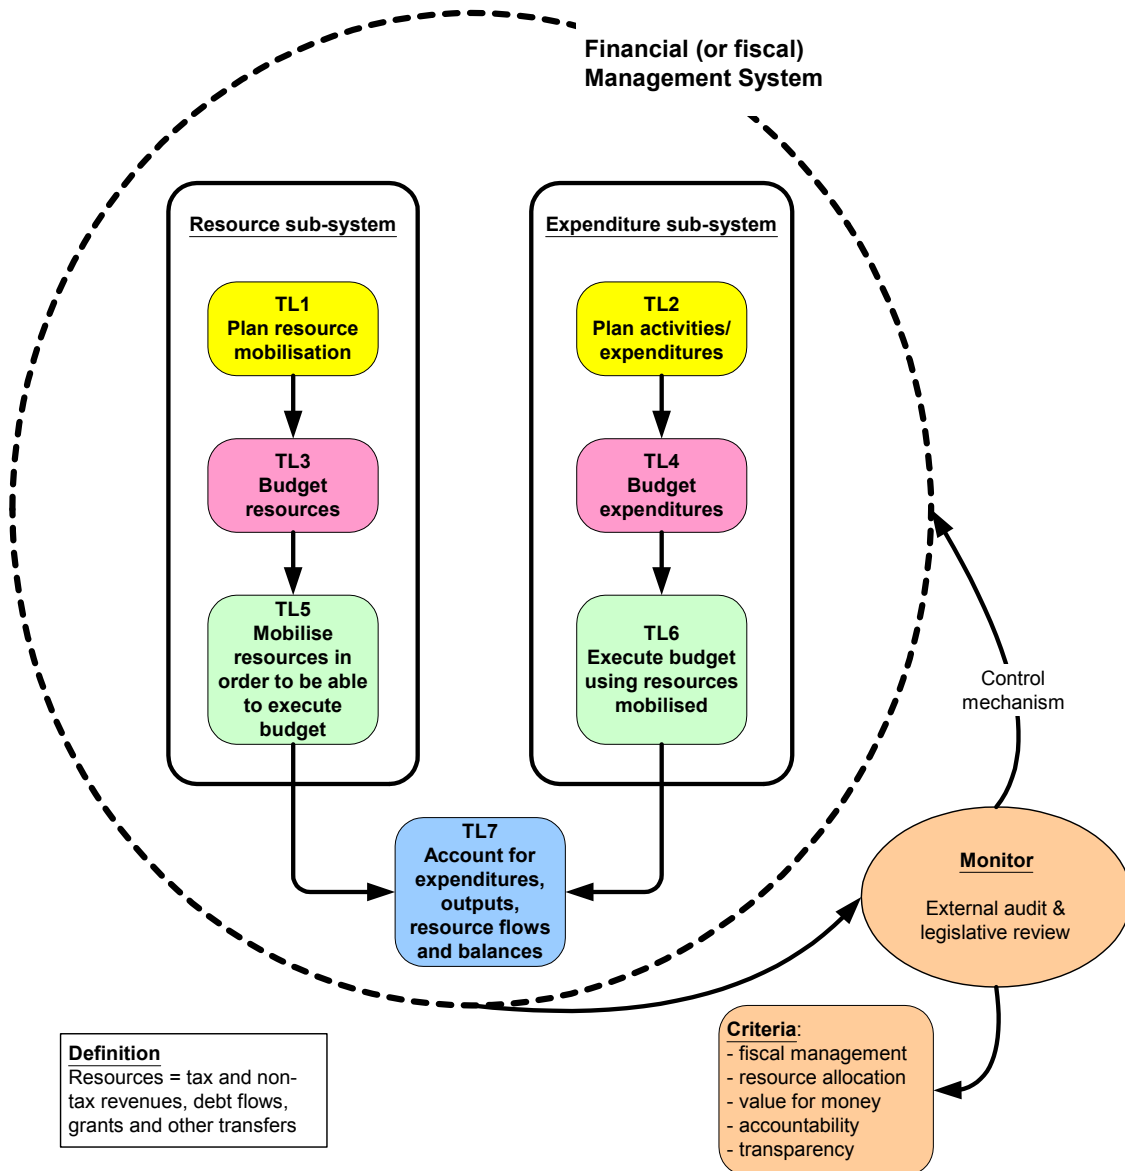 Financial (or fiscal)
Management System
Resource sub-system
Expenditure sub-system
TL1
Plan resource
mobilisation
TL2
Plan activities/
expenditures
TL3
Budget
resources
TL4
Budget
expenditures
TL5
Mobilise
resources in
order to be able
to execute
budget
TL6
Execute budget
using resources
mobilised
Control
mechanism
TL7
Account for
expenditures,
outputs,
resource flows
and balances
Monitor
External audit &
legislative review
Definition
Resources = tax and non-
tax revenues, debt flows,
grants and other transfers
Criteria:
- fiscal management
- resource allocation
- value for money
- accountability
- transparency